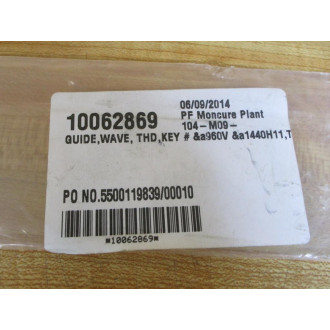 06/09/2014
10062869 PF Moncure Plant
104-M09-
GUIDE,WAVE, THD,KEY # &a960V &a1440H11,T
PO NO.5500119839/00010
*10062869*